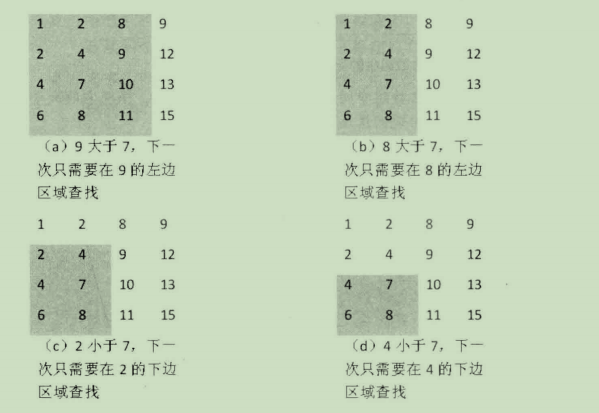 1 2 8 9
2 4 9 12
4 7 10 13
6 8 11 15
（a）9 大于 7，下一
次只需要在 9 的左边
区域查找
1 2 8 9
2 4 9 12
4 7 10 13
6 8 11 15
（b）8 大于 7，下一
次只需要在 8 的左边
区域查找
1 2 8 9
2 4 9 12
4 7 10 13
6 8 11 15
（c）2 小于 7，下一
次只需要在 2 的下边
区域查找
1 2 8 9
2 4 9 12
4 7 10 13
6 8 11 15
（d）4 小于 7，下一
次只需要在 4 的下边
区域查找